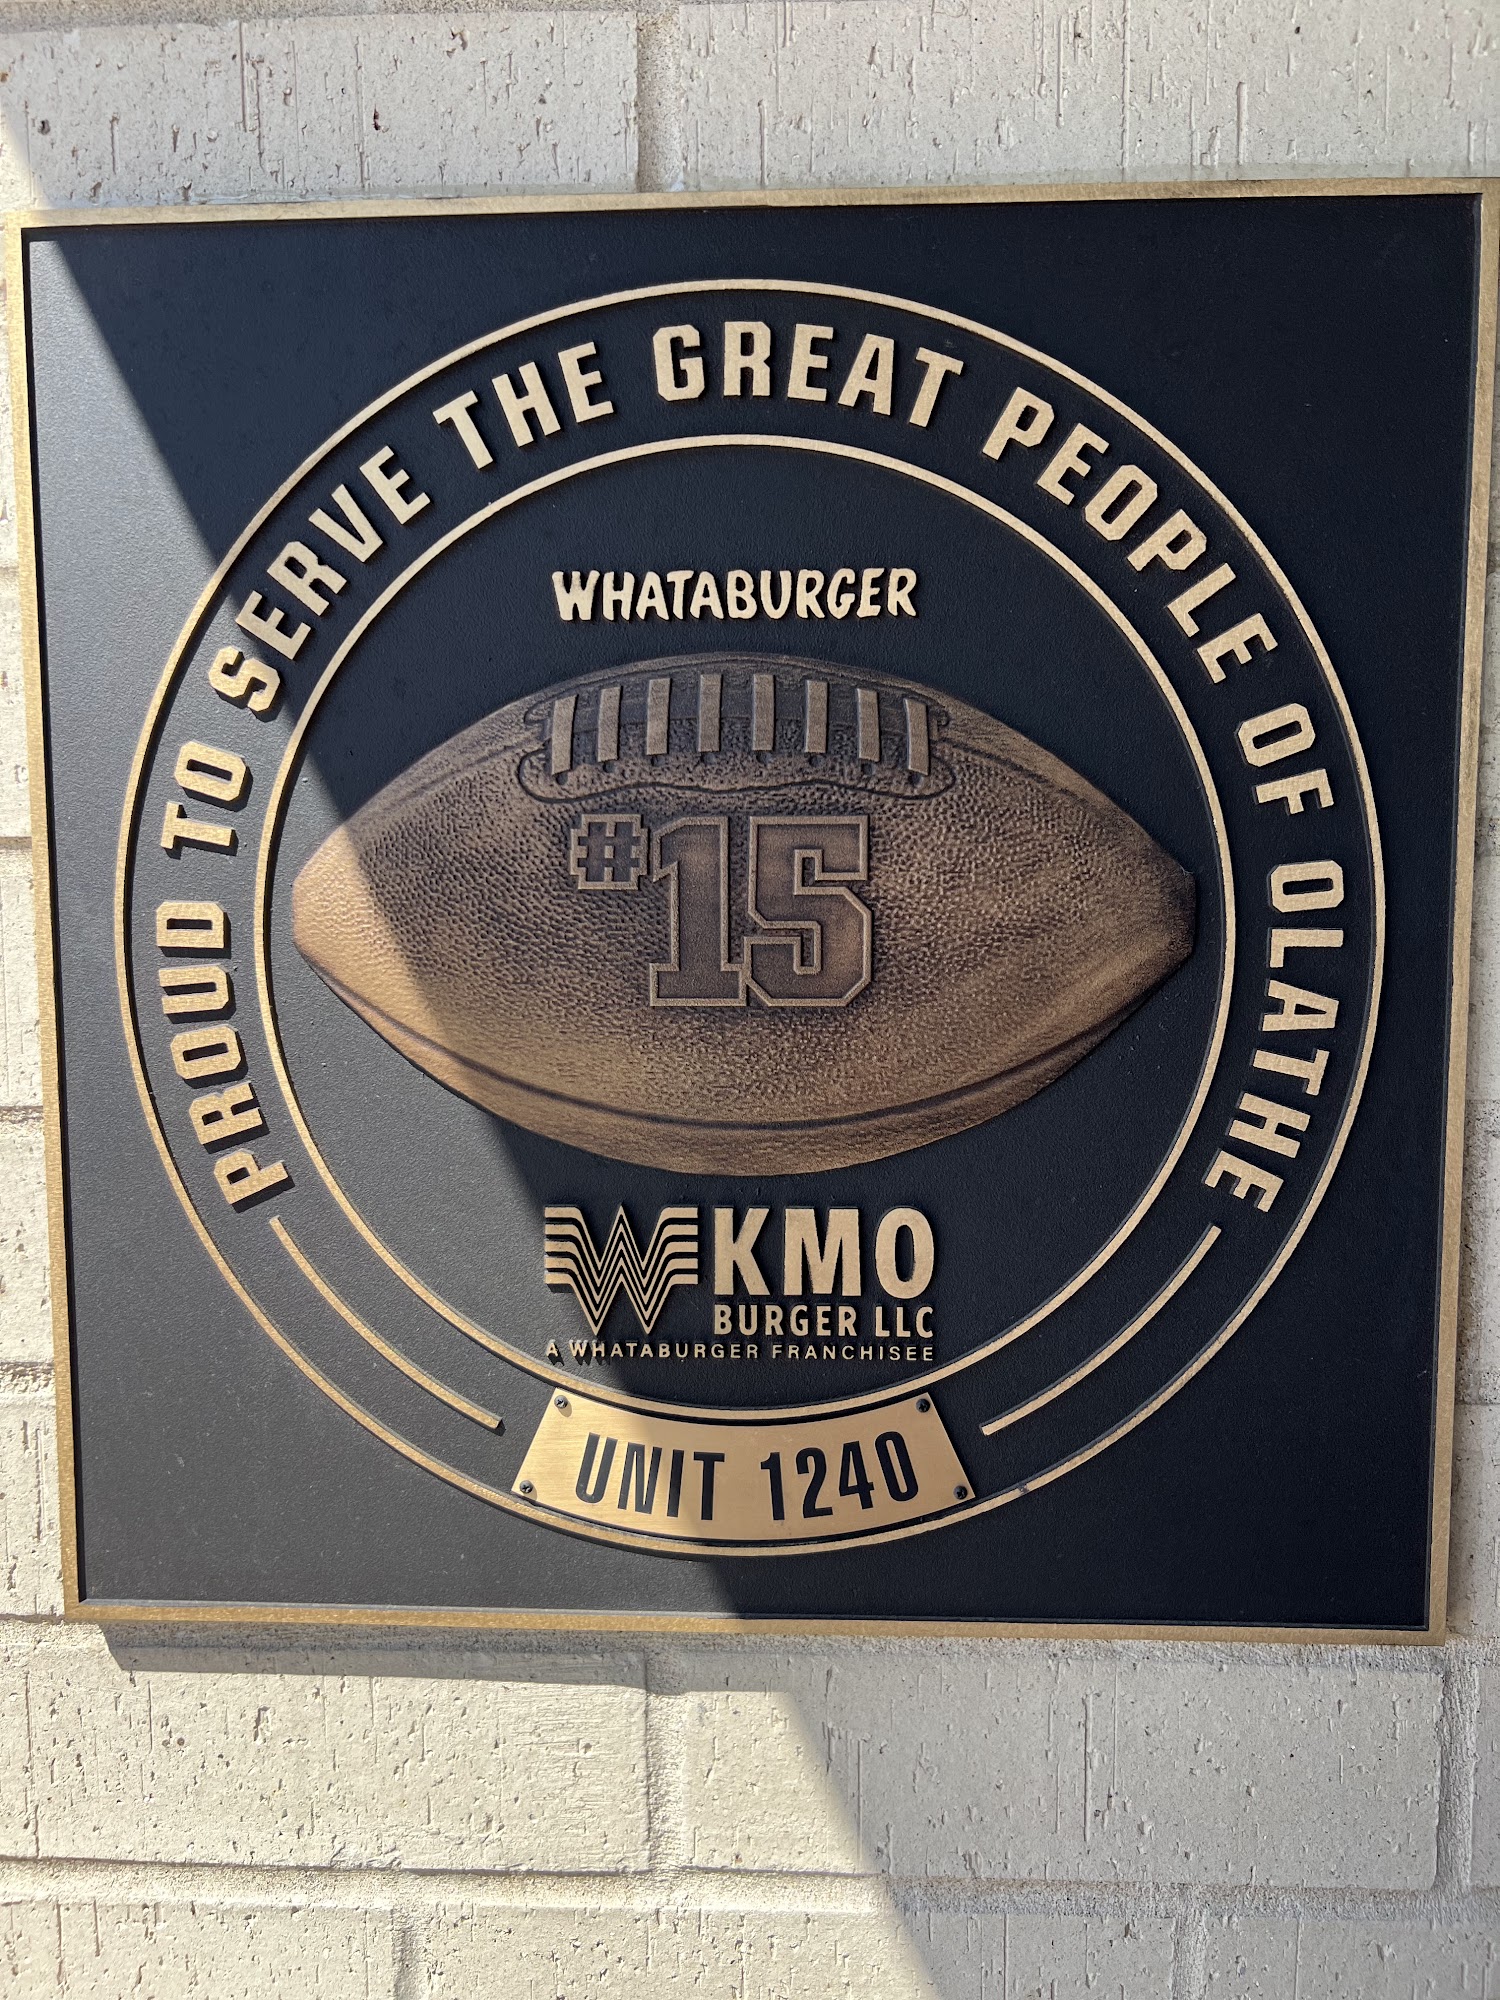 PROUD TO SERVE THE GREAT PEOPLE OF OLATHE
WHATABURGER
#15
W KMO
BURGER LLC
A WHATABURGER FRANCHISEE
UNIT 1240